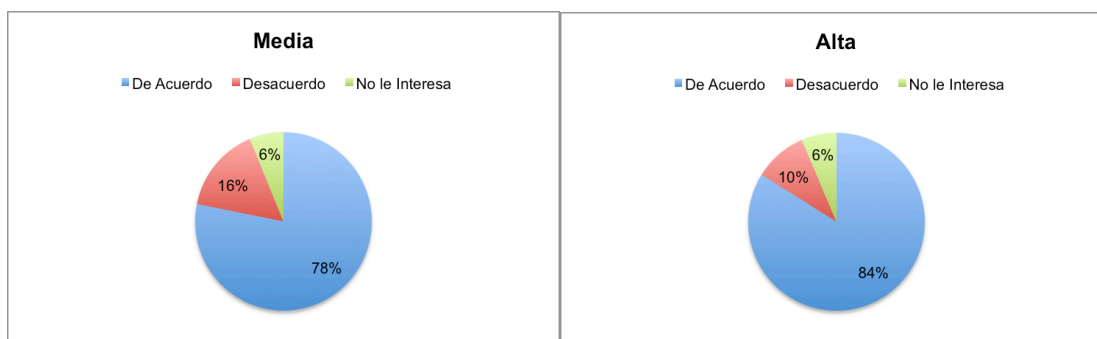 Media
De Acuerdo Desacuerdo No le Interesa
6%
16%
78%
Alta
De Acuerdo Desacuerdo No le Interesa
6%
10%
84%